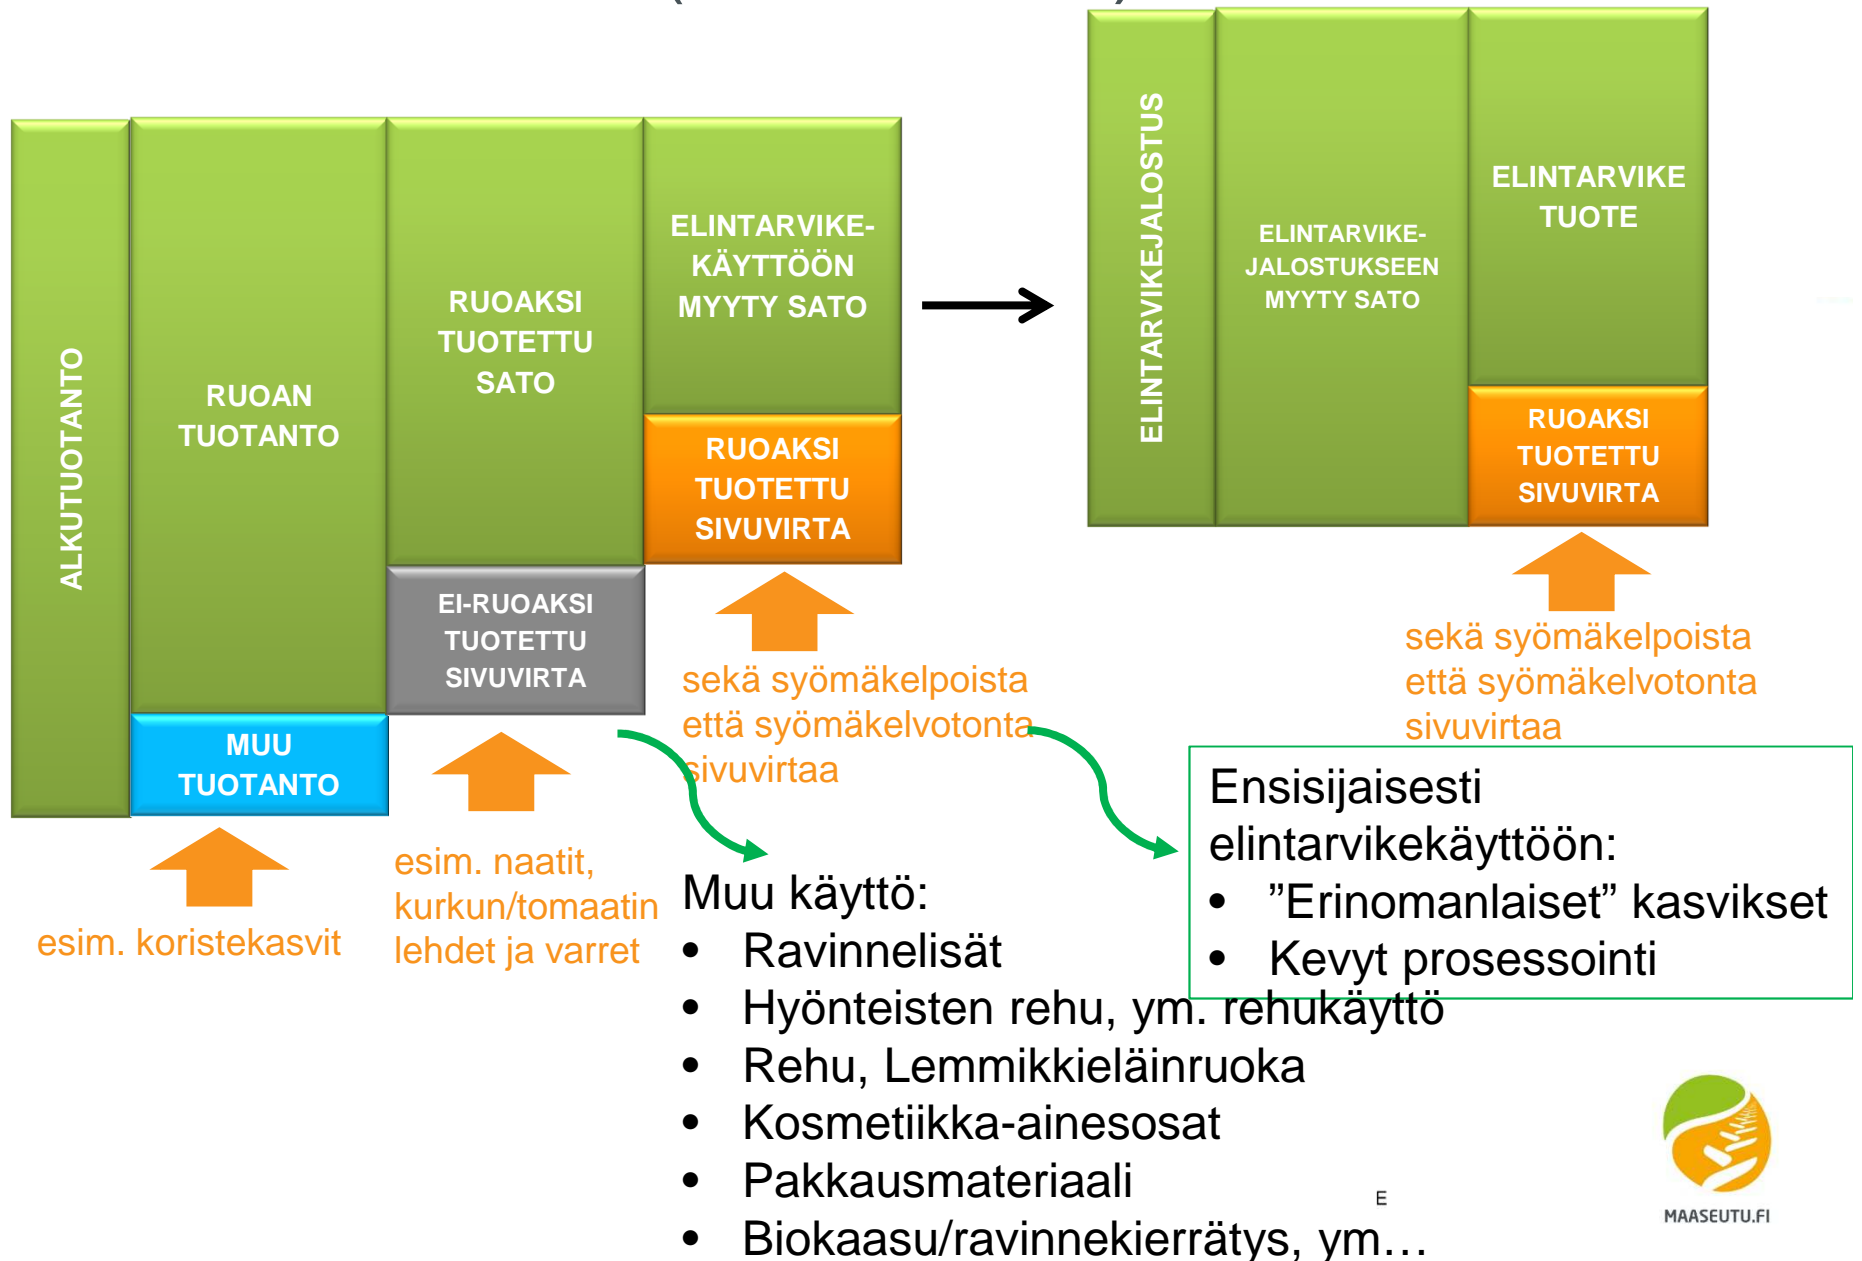 ALKUTUOTANTO
RUOAN
TUOTANTO
MUU
TUOTANTO
esim. koristekasvit
RUOAKSI
TUOTETTU
SATO
EI-RUOAKSI
TUOTETTU
SIVUVIRTA
esim. naatit,
kurkun/tomaatin
lehdet ja varret
ELINTARVIKE-
KÄYTTÖÖN
MYYTY SATO
RUOAKSI
TUOTETTU
SIVUVIRTA
sekä syömäkelpoista
että syömäkelvotonta
sivuvirtaa
ELINTARVIKEJALOSTUS
ELINTARVIKE-
JALOSTUKSEEN
MYYTY SATO
ELINTARVIKE
TUOTE
RUOAKSI
TUOTETTU
SIVUVIRTA
sekä syömäkelpoista
että syömäkelvotonta
sivuvirtaa
Ensisijaisesti
elintarvikekäyttöön:
• ”Erinomanlaiset” kasvikset
• Kevyt prosessointi
Muu käyttö:
• Ravinnelisät
• Hyönteisten rehu, ym. rehukäyttö
• Rehu, Lemmikkieläinruoka
• Kosmetiikka-ainesosat
• Pakkausmateriaali
• Biokaasu/ravinnekierrätys, ym…
E
MAASEUTU.FI